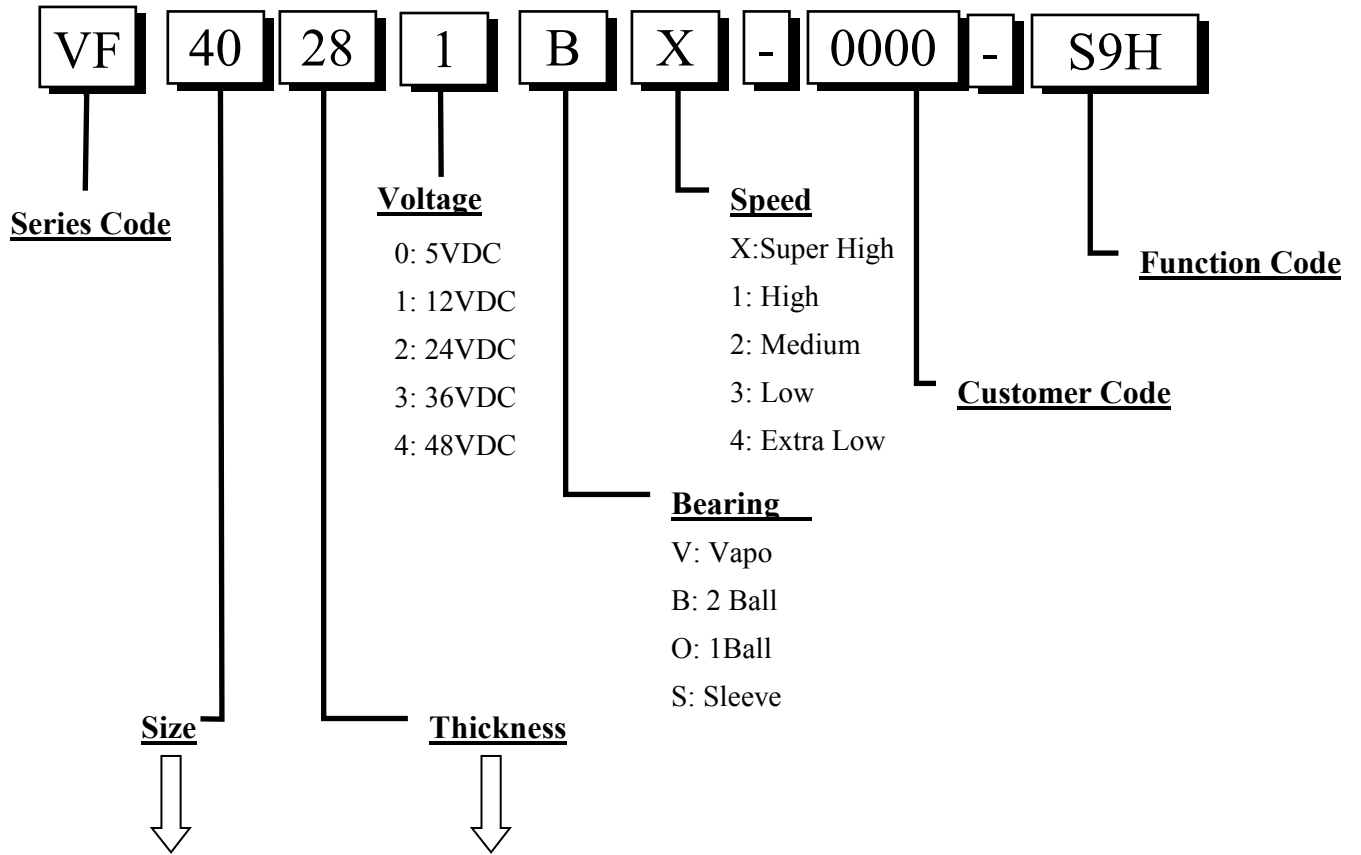 VF 40 28 1 B X - 0000 - S9H
Series Code
Voltage
0: 5VDC
1: 12VDC
2: 24VDC
3: 36VDC
4: 48VDC
Speed
X:Super High
1: High
2: Medium
3: Low
4: Extra Low
Function Code
Customer Code
Bearing
V: Vapo
B: 2 Ball
O: 1Ball
S: Sleeve
Size
Thickness